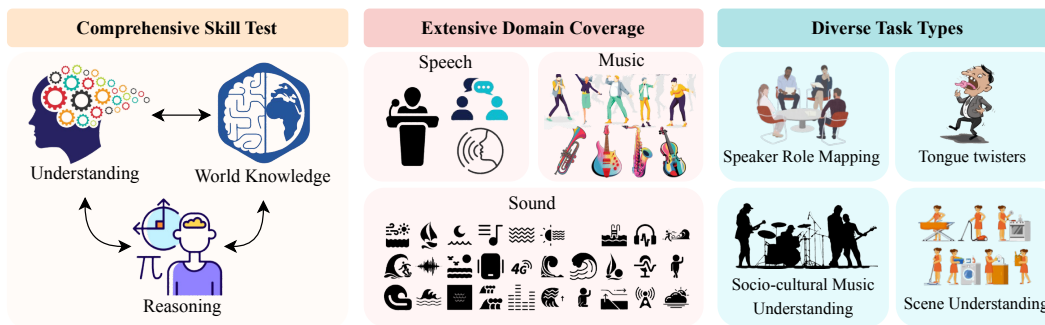 Comprehensive Skill Test
Understanding
World Knowledge
π
Reasoning
Extensive Domain Coverage
Speech
Music
Sound
4G
Diverse Task Types
Speaker Role Mapping
Tongue twisters
Socio-cultural Music
Understanding
Scene Understanding